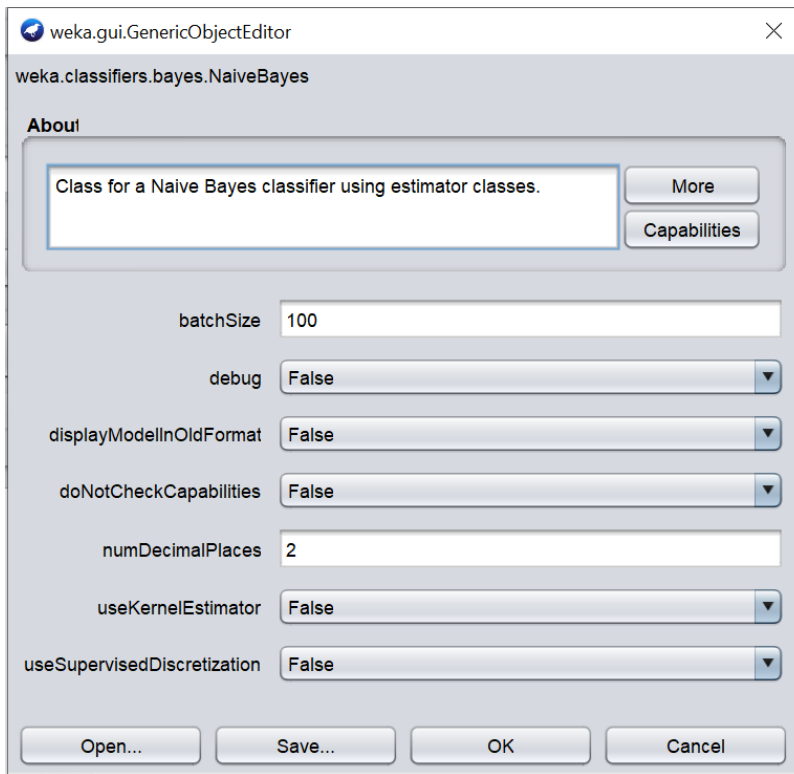 weka.gui.GenericObjectEditor
weka.classifiers.bayes.NaiveBayes
About
Class for a Naive Bayes classifier using estimator classes.
More
Capabilities
batchSize 100
debug False
displayModelInOldFormat False
doNotCheckCapabilities False
numDecimalPlaces 2
useKernelEstimator False
useSupervisedDiscretization False
Open... Save... OK Cancel